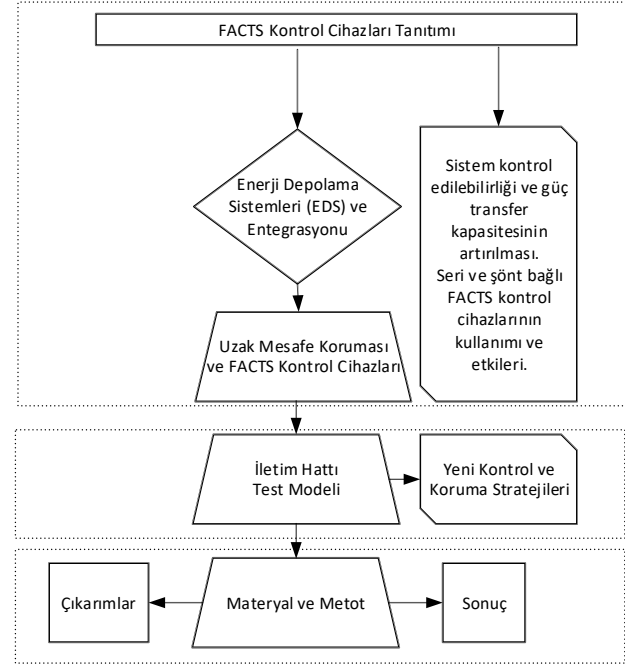 FACTS Kontrol Cihazları Tanıtımı
Enerji Depolama
Sistemleri (EDS) ve
Entegrasyonu
Sistem kontrol
edilebilirliği ve güç
transfer
kapasitesinin
artırılması.
Seri ve şönt bağlı
FACTS kontrol
cihazlarının
kullanımı ve
etkileri.
Uzak Mesafe Koruması
ve FACTS Kontrol Cihazları
İletim Hattı
Test Modeli
Yeni Kontrol ve
Koruma Stratejileri
Çıkarımlar
Materyal ve Metot
Sonuç